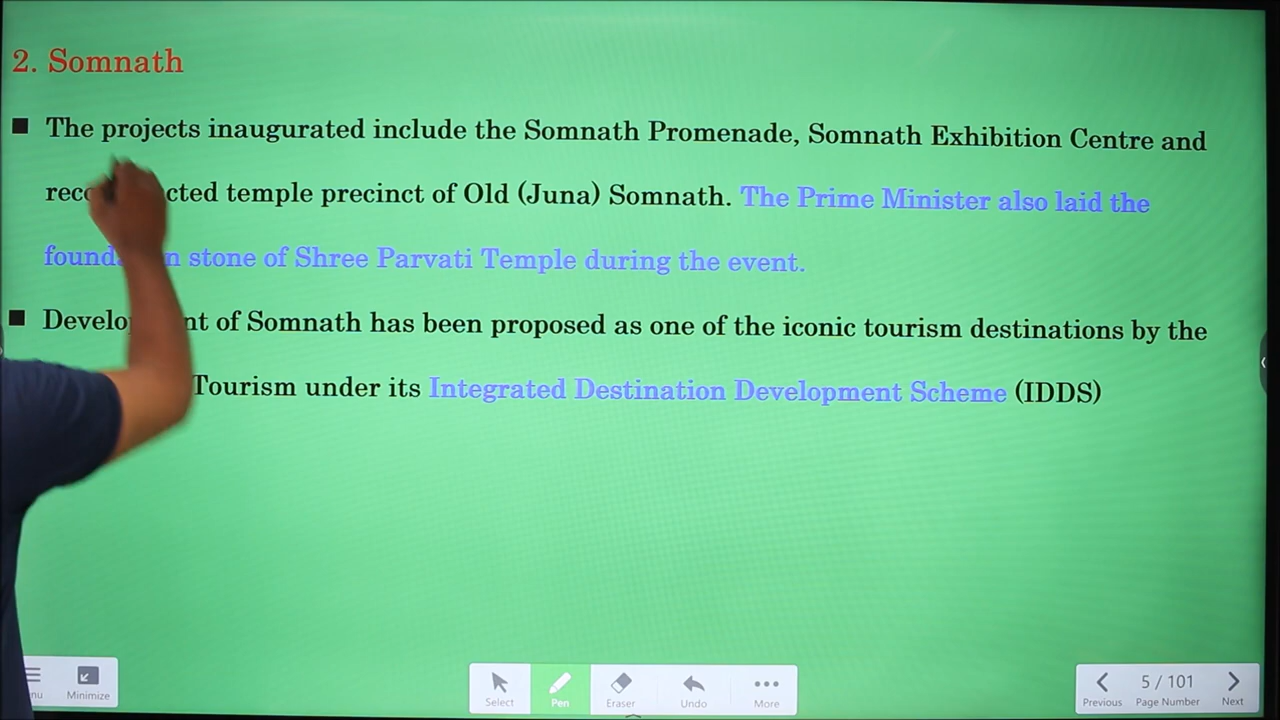 2. Somnath
■ The projects inaugurated include the Somnath Promenade, Somnath Exhibition Centre and
cted temple precinct of Old (Juna) Somnath. The Prime Minister also laid the
stone of Shree Parvati Temple during the event.
■ of Somnath has been proposed as one of the iconic tourism destinations by the
Tourism under its Integrated Destination Development Scheme (IDDS)
nu Minimize Select Pen Eraser Undo More Previous 5 / 101 Page Number Next